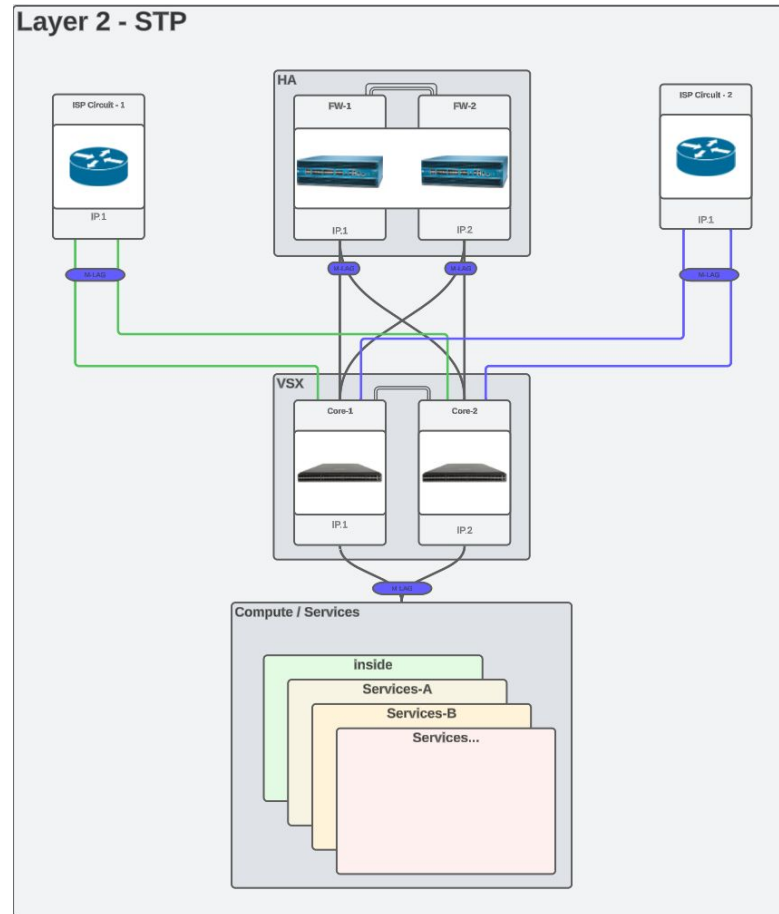 Layer 2 - STP
HA
ISP Circuit - 1
FW-1
FW-2
ISP Circuit - 2
IP.1
IP.1
IP.2
IP.1
M-LAG
M-LAG
M-LAG
M-LAG
VSX
Core-1
Core-2
IP.1
IP.2
M-LAG
Compute / Services
inside
Services-A
Services-B
Services...